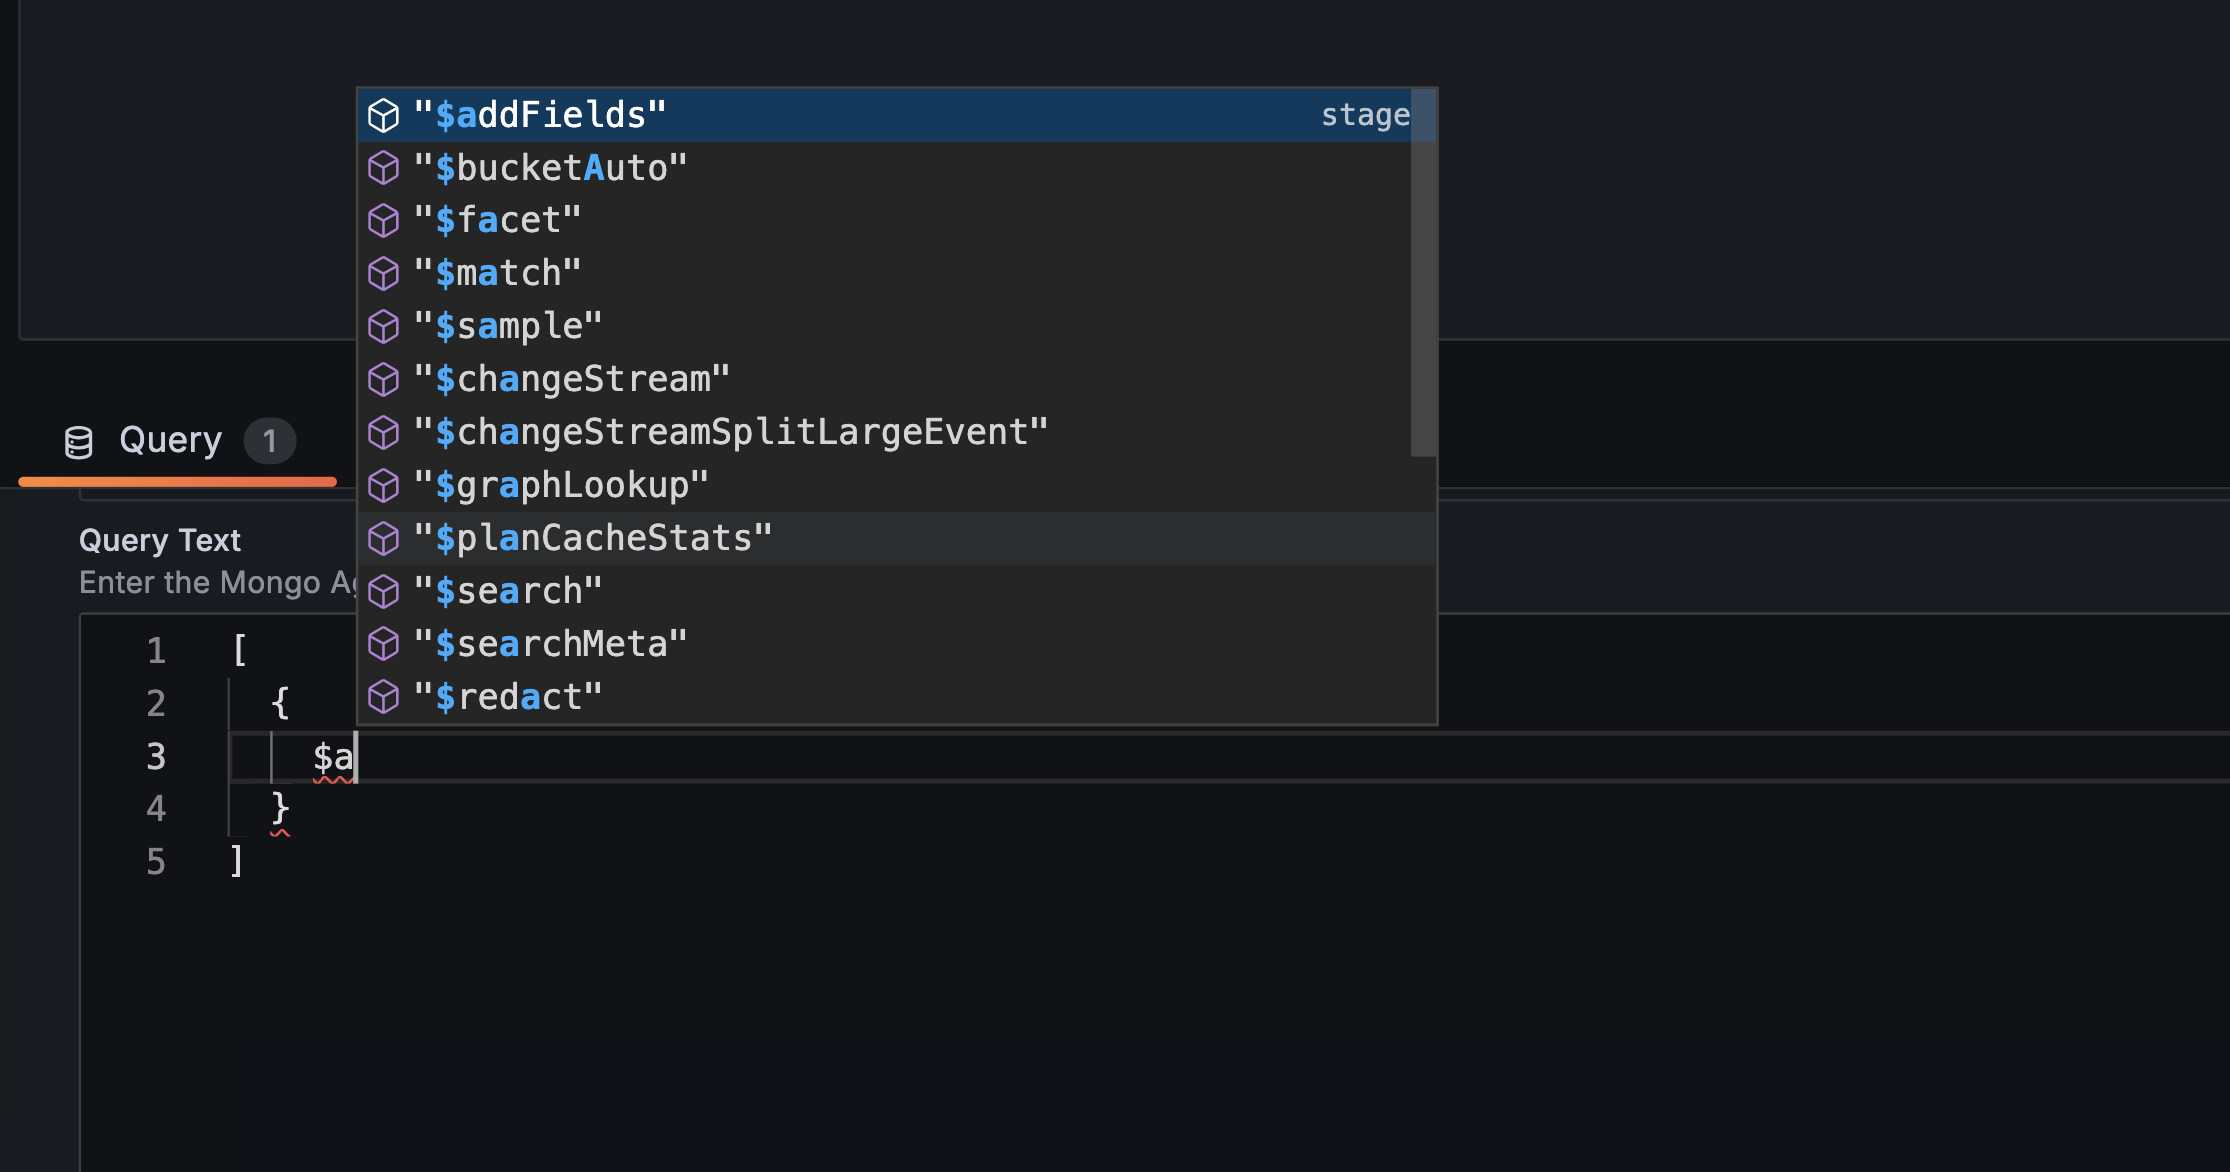 "$addFields" stage
"$bucketAuto"
"$facet"
"$match"
"$sample"
"$changeStream"
"$changeStreamSplitLargeEvent"
"$graphLookup"
"$planCacheStats"
"$search"
"$searchMeta"
"$redact"
Query 1
Query Text
Enter the Mongo
1 [
2 {
3 $a
4 }
5 ]